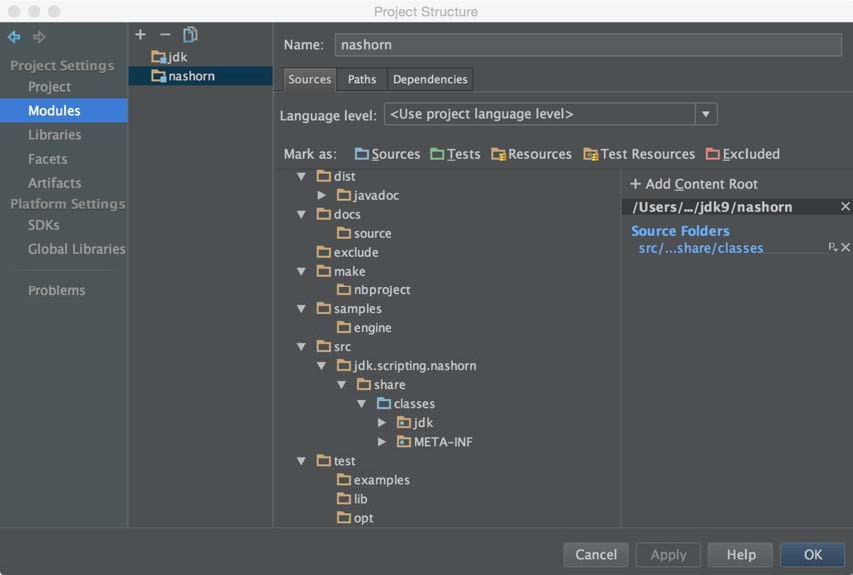 Project Structure
Project Settings
Project
Modules
Libraries
Facets
Artifacts
Platform Settings
SDKs
Global Libraries
Problems
jdk
nashorn
Name: nashorn
Sources Paths Dependencies
Language level: <Use project language level>
Mark as: Sources Tests Resources Test Resources Excluded
dist
javadoc
docs
source
exclude
make
nbproject
samples
engine
src
jdk.scripting.nashorn
share
classes
jdk
META-INF
test
examples
lib
opt
+ Add Content Root
/Users/.../jdk9/nashorn
Source Folders
src/...share/classes
Cancel Apply Help OK